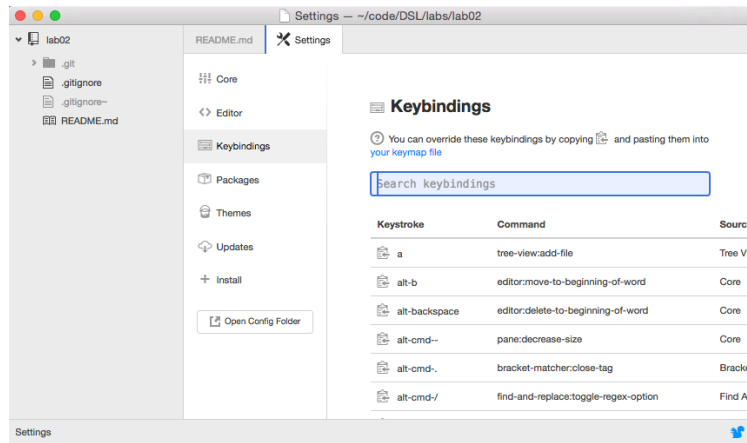 Settings — ~/code/DSL/labs/lab02
lab02
.git
.gitignore
.gitignore~
README.md
README.md
Settings
Core
Editor
Keybindings
Packages
Themes
Updates
Install
Open Config Folder
Keybindings
You can override these keybindings by copying and pasting them into
your keymap file
Search keybindings
Keystroke Command Sourc
a tree-view:add-file Tree V
alt-b editor:move-to-beginning-of-word Core
alt-backspace editor:delete-to-beginning-of-word Core
alt-cmd-- pane:decrease-size Core
alt-cmd-. bracket-matcher:close-tag Bracke
alt-cmd-/ find-and-replace:toggle-regex-option Find A
Settings